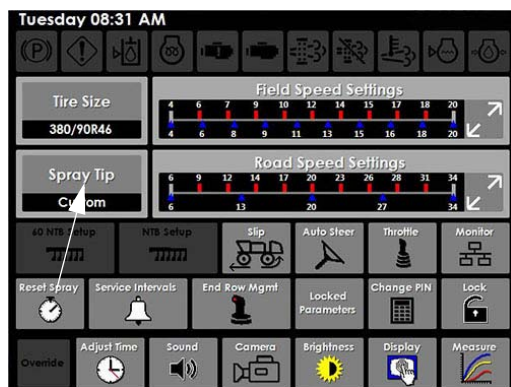 Tuesday 08:31 AM
Tire Size
380/90R46
Field Speed Settings
4 6 7 9 10 12 14 15 17 18 20
4 6 8 9 11 13 15 16 18 20
Spray Tip
Custom
Road Speed Settings
6 9 12 14 17 20 23 26 28 31 34
6 13 20 27 34
60 NTB Setup
NTB Setup
Slip
Auto Steer
Throttle
Monitor
Reset Spray
Service Intervals
End Row Mgmt
Locked
Parameters
Change PIN
Lock
Override
Adjust Time
Sound
Camera
Brightness
Display
Measure